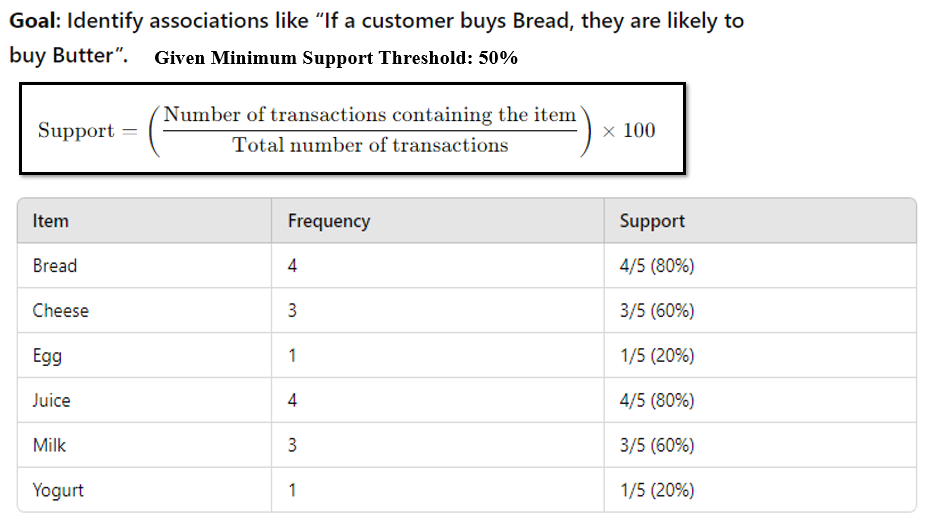 Goal: Identify associations like “If a customer buys Bread, they are likely to
buy Butter”. Given Minimum Support Threshold: 50%
Support = (Number of transactions containing the item / Total number of transactions) × 100
Item Frequency Support
Bread 4 4/5 (80%)
Cheese 3 3/5 (60%)
Egg 1 1/5 (20%)
Juice 4 4/5 (80%)
Milk 3 3/5 (60%)
Yogurt 1 1/5 (20%)